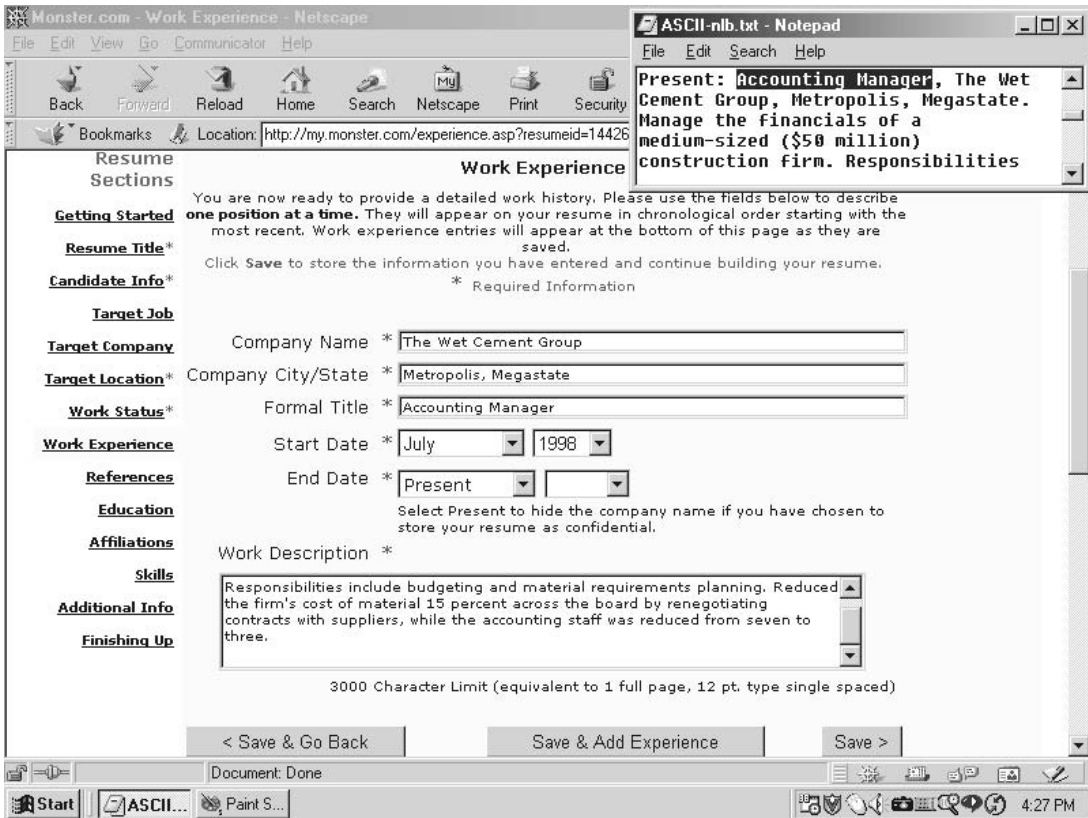 Monster.com - Work Experience - Netscape
File Edit View Go Communicator Help
Back Forward Reload Home Search Netscape Print Security
My
Bookmarks Location: http://my.monster.com/experience.asp?resumeid=14426
ASCII-nlb.txt - Notepad
File Edit Search Help
Present: Accounting Manager, The Wet
Cement Group, Metropolis, Megastate.
Manage the financials of a
medium-sized ($50 million)
construction firm. Responsibilities
Resume
Sections
Getting Started
Resume Title*
Candidate Info*
Target Job
Target Company
Target Location*
Work Status*
Work Experience
References
Education
Affiliations
Skills
Additional Info
Finishing Up
Work Experience
You are now ready to provide a detailed work history. Please use the fields below to describe
one position at a time. They will appear on your resume in chronological order starting with the
most recent. Work experience entries will appear at the bottom of this page as they are
saved.
Click Save to store the information you have entered and continue building your resume.
* Required Information
Company Name * The Wet Cement Group
Company City/State * Metropolis, Megastate
Formal Title * Accounting Manager
Start Date * July 1998
End Date * Present
Select Present to hide the company name if you have chosen to
store your resume as confidential.
Work Description *
Responsibilities include budgeting and material requirements planning. Reduced
the firm's cost of material 15 percent across the board by renegotiating
contracts with suppliers, while the accounting staff was reduced from seven to
three.
3000 Character Limit (equivalent to 1 full page, 12 pt. type single spaced)
< Save & Go Back Save & Add Experience Save >
Document: Done
Start ASCII... Paint S... 4:27 PM